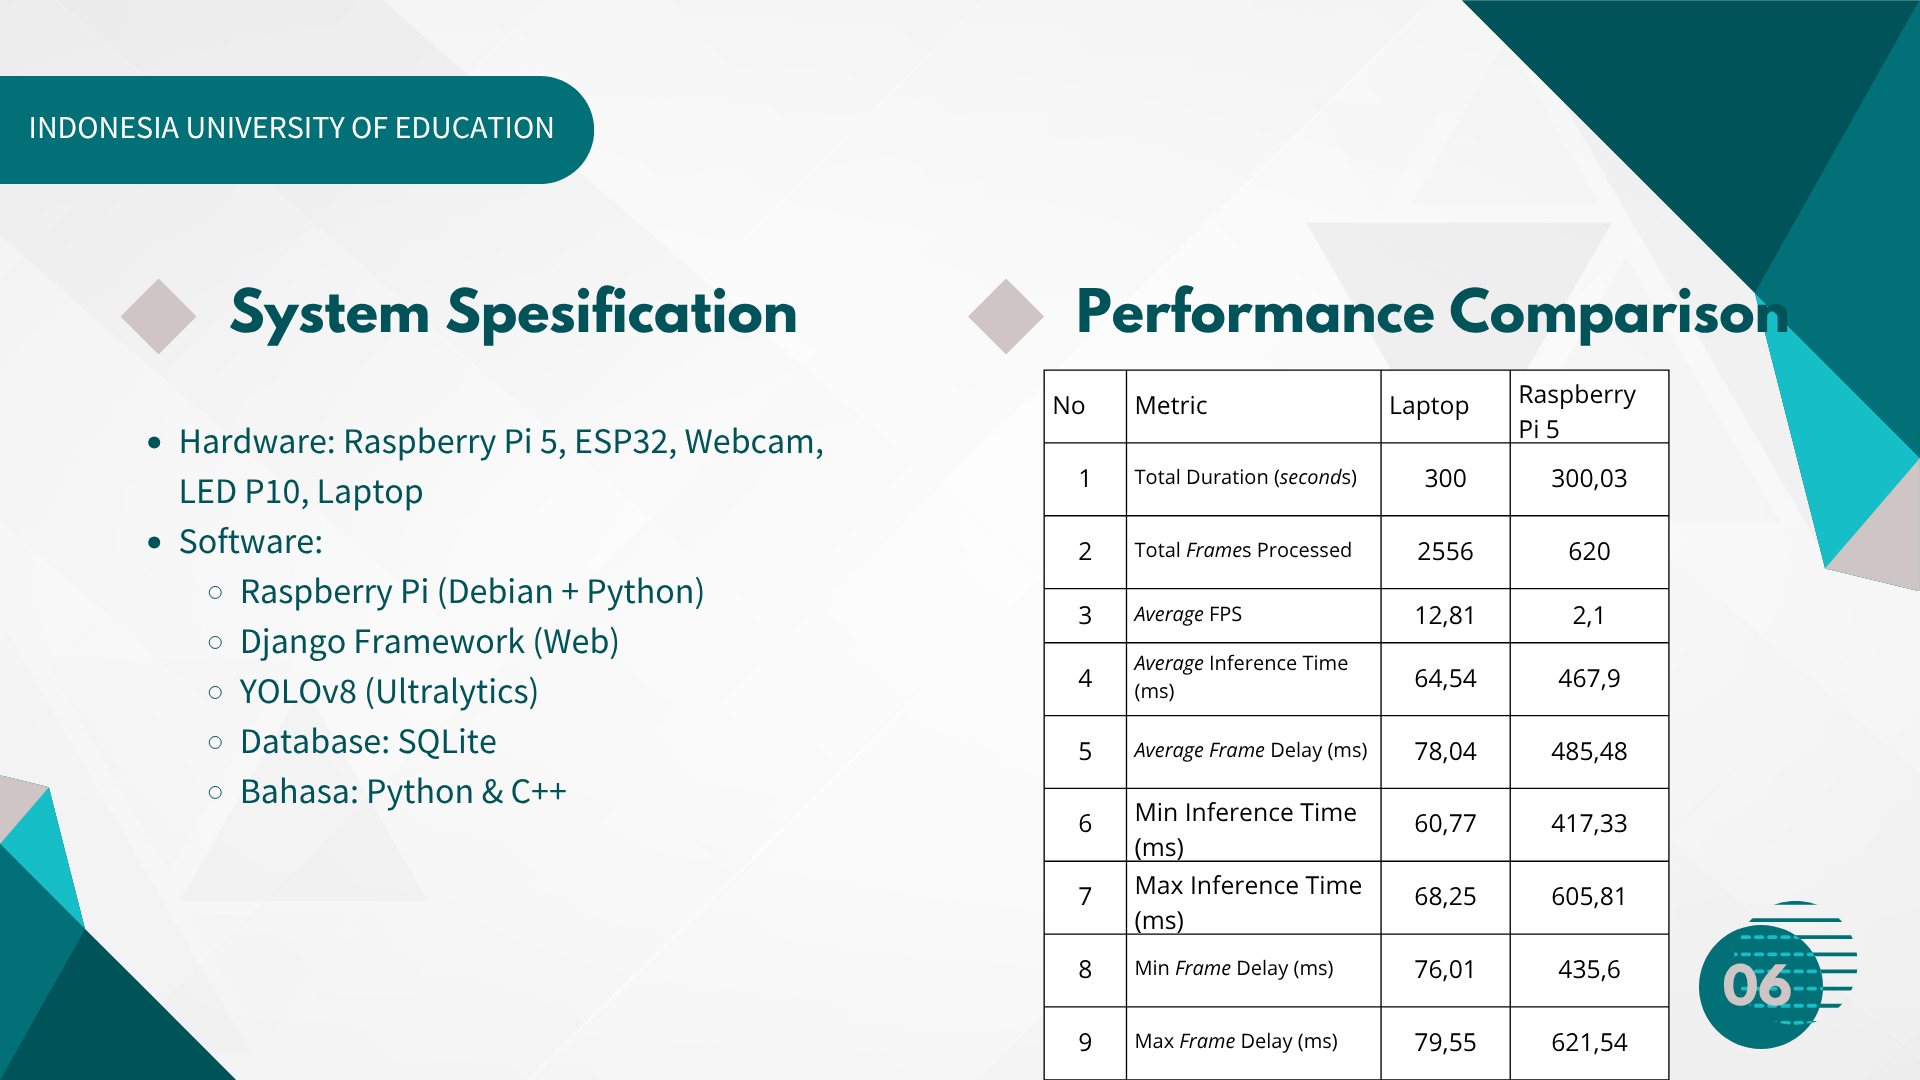 INDONESIA UNIVERSITY OF EDUCATION
System Spesification
Hardware: Raspberry Pi 5, ESP32, Webcam,
LED P10, Laptop
Software:
Raspberry Pi (Debian + Python)
Django Framework (Web)
YOLOv8 (Ultralytics)
Database: SQLite
Bahasa: Python & C++
Performance Comparison
No Metric Laptop Raspberry
Pi 5
1 Total Duration (seconds) 300 300,03
2 Total Frames Processed 2556 620
3 Average FPS 12,81 2,1
4 Average Inference Time
(ms) 64,54 467,9
5 Average Frame Delay (ms) 78,04 485,48
6 Min Inference Time
(ms) 60,77 417,33
7 Max Inference Time
(ms) 68,25 605,81
8 Min Frame Delay (ms) 76,01 435,6
9 Max Frame Delay (ms) 79,55 621,54
06